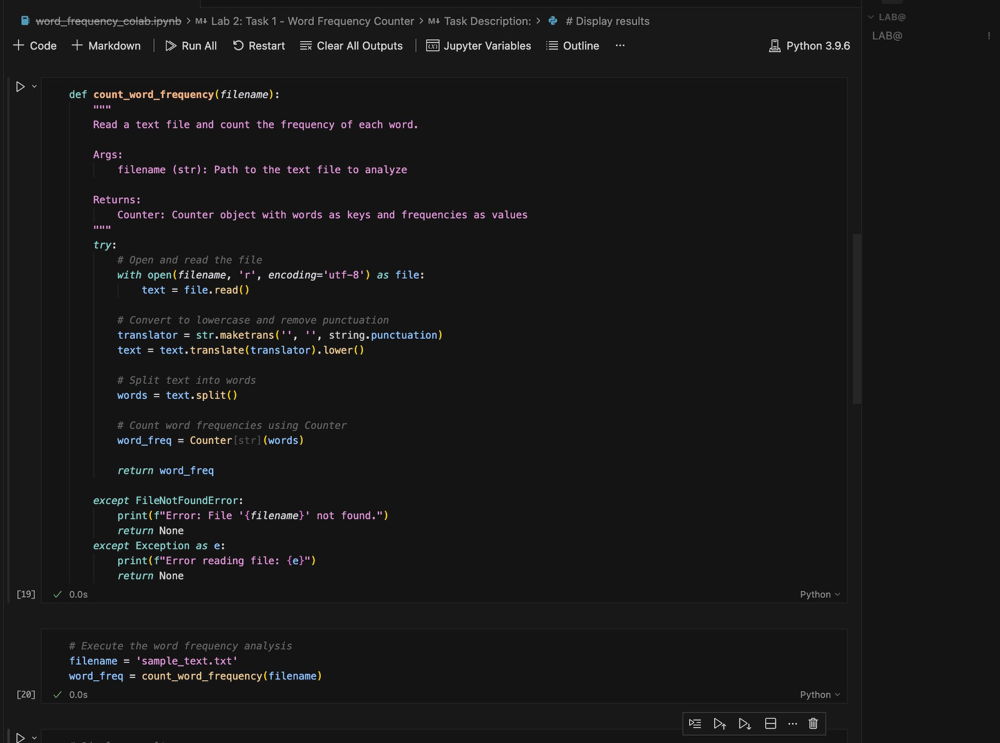 word_frequency_colab.ipynb > M↓ Lab 2: Task 1 - Word Frequency Counter > M↓ Task Description: > # Display results
+ Code + Markdown | Run All Restart Clear All Outputs | Jupyter Variables Outline ... Python 3.9.6
LAB@
LAB@ !
def count_word_frequency(filename):
    """
    Read a text file and count the frequency of each word.

    Args:
        filename (str): Path to the text file to analyze

    Returns:
        Counter: Counter object with words as keys and frequencies as values
    """
    try:
        # Open and read the file
        with open(filename, 'r', encoding='utf-8') as file:
            text = file.read()

        # Convert to lowercase and remove punctuation
        translator = str.maketrans('', '', string.punctuation)
        text = text.translate(translator).lower()

        # Split text into words
        words = text.split()

        # Count word frequencies using Counter
        word_freq = Counter[str](words)

        return word_freq

    except FileNotFoundError:
        print(f"Error: File '{filename}' not found.")
        return None
    except Exception as e:
        print(f"Error reading file: {e}")
        return None
[19] ✓ 0.0s Python
# Execute the word frequency analysis
filename = 'sample_text.txt'
word_freq = count_word_frequency(filename)
[20] ✓ 0.0s Python